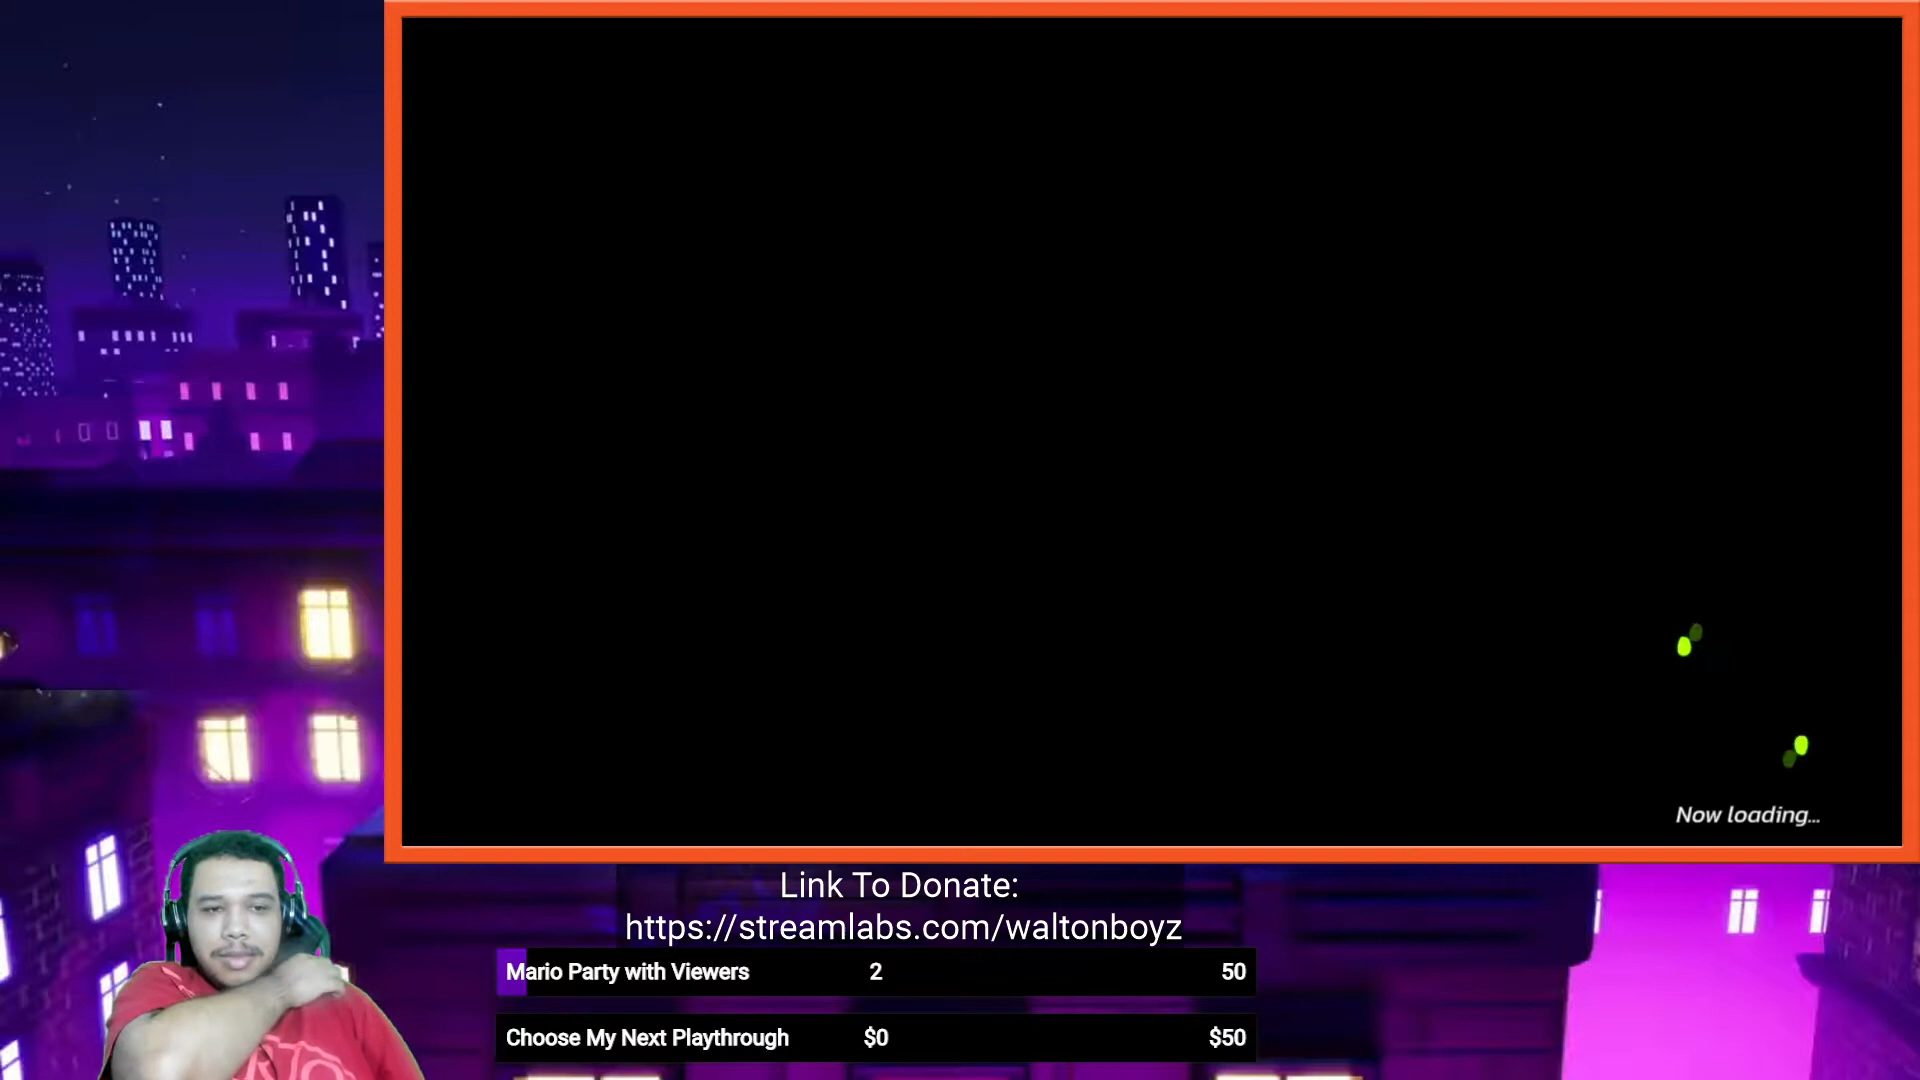 Now loading...
Link To Donate:
https://streamlabs.com/waltonboyz
Mario Party with Viewers 2 50
Choose My Next Playthrough $0 $50